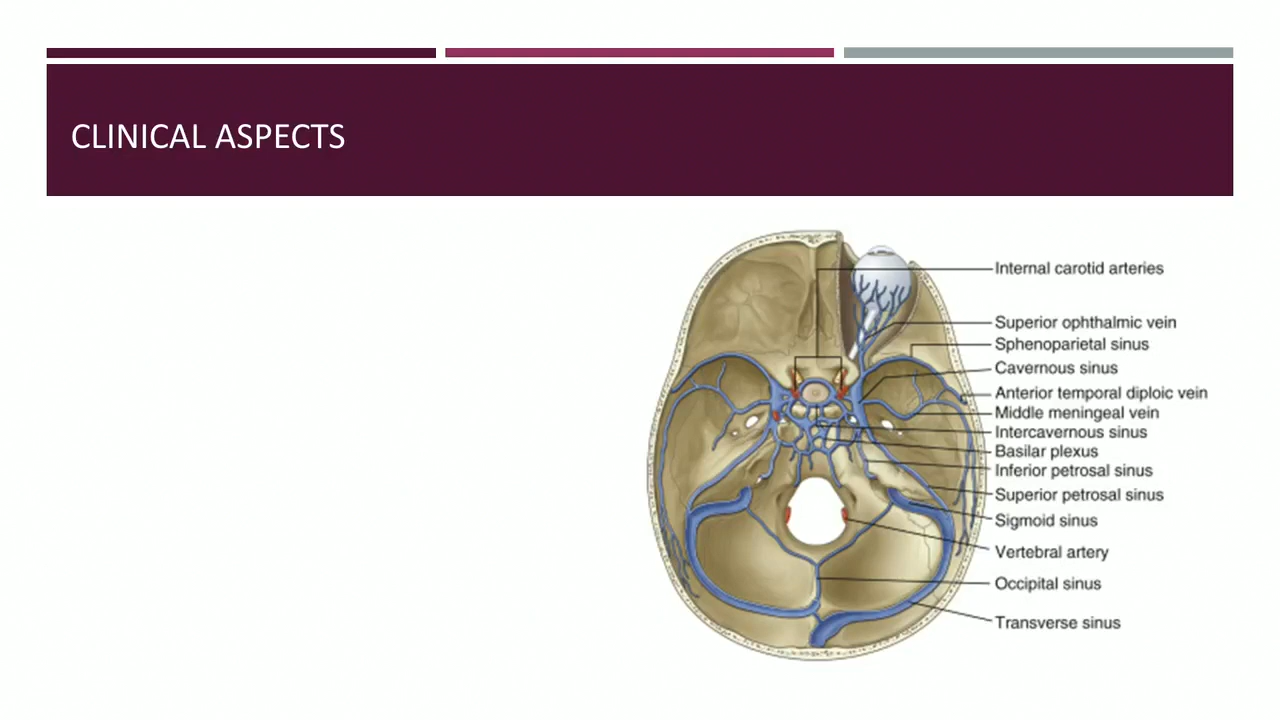 CLINICAL ASPECTS
Internal carotid arteries
Superior ophthalmic vein
Sphenoparietal sinus
Cavernous sinus
Anterior temporal diploic vein
Middle meningeal vein
Intercavernous sinus
Basilar plexus
Inferior petrosal sinus
Superior petrosal sinus
Sigmoid sinus
Vertebral artery
Occipital sinus
Transverse sinus